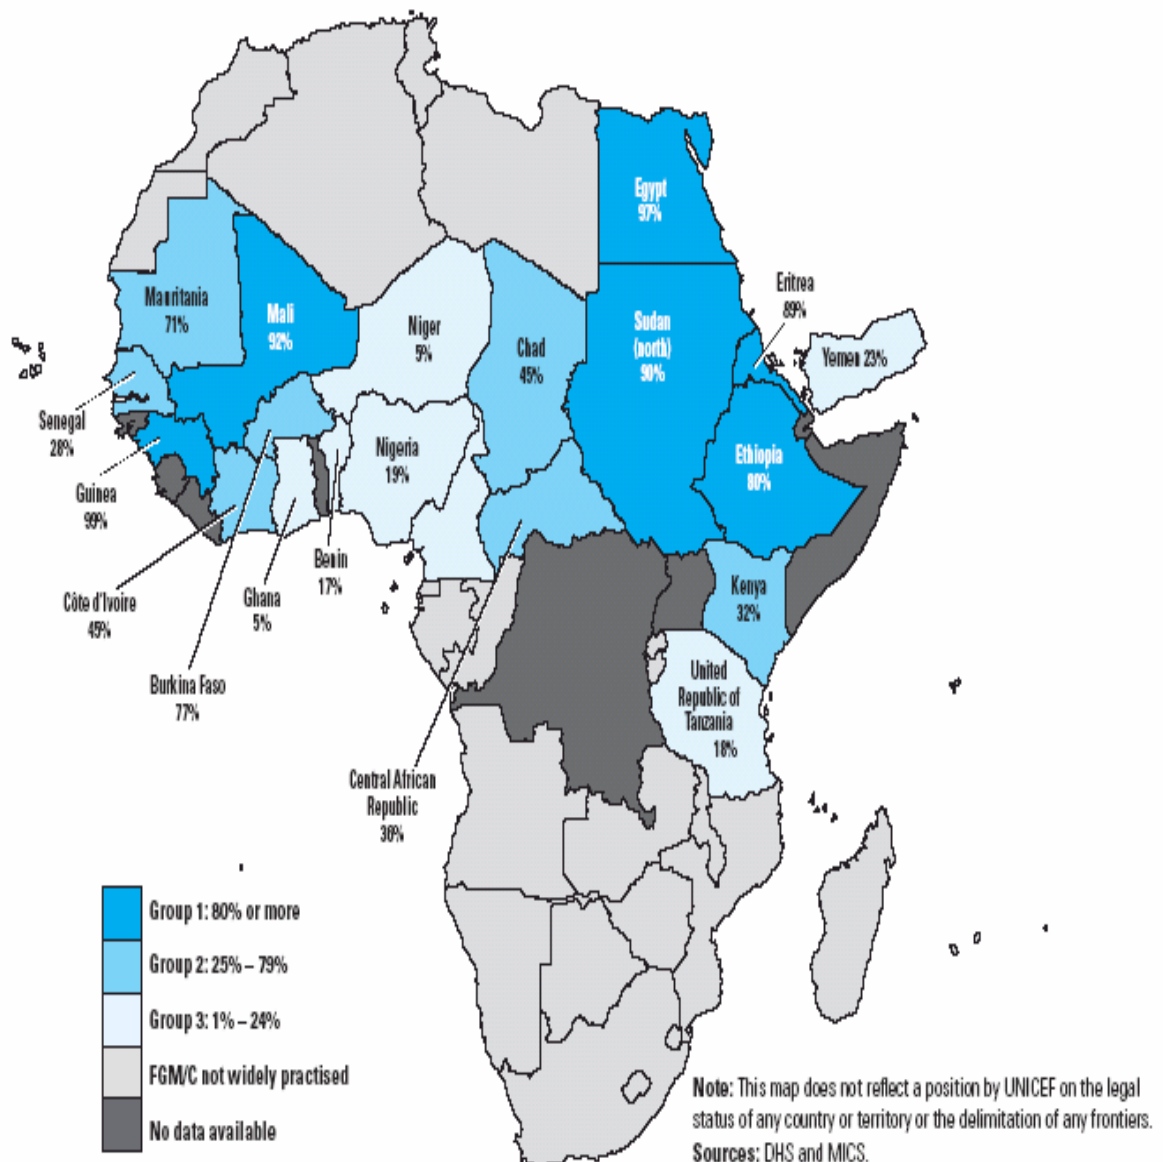 Egypt
97%
Eritrea
89%
Mauritania
71%
Mali
92%
Niger
5%
Chad
45%
Sudan
(north)
90%
Yemen 23%
Senegal
28%
Nigeria
19%
Ethiopia
80%
Guinea
99%
Benin
17%
Côte d'Ivoire
45%
Ghana
5%
Kenya
32%
Burkina Faso
77%
United
Republic of
Tanzania
18%
Central African
Republic
36%
Group 1: 80% or more
Group 2: 25% – 79%
Group 3: 1% – 24%
FGM/C not widely practised
No data available
Note: This map does not reflect a position by UNICEF on the legal
status of any country or territory or the delimitation of any frontiers.
Sources: DHS and MICS.